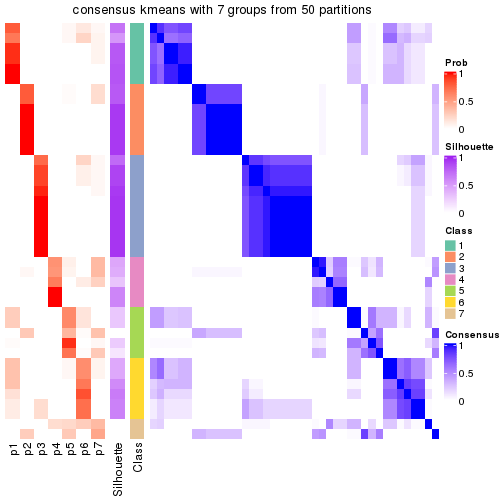 consensus kmeans with 7 groups from 50 partitions
Prob
1
0.5
0
Silhouette
1
0.5
0
Class
1
2
3
4
5
6
7
Consensus
1
0.5
0
p1
p2
p3
p4
p5
p6
p7
Silhouette
Class